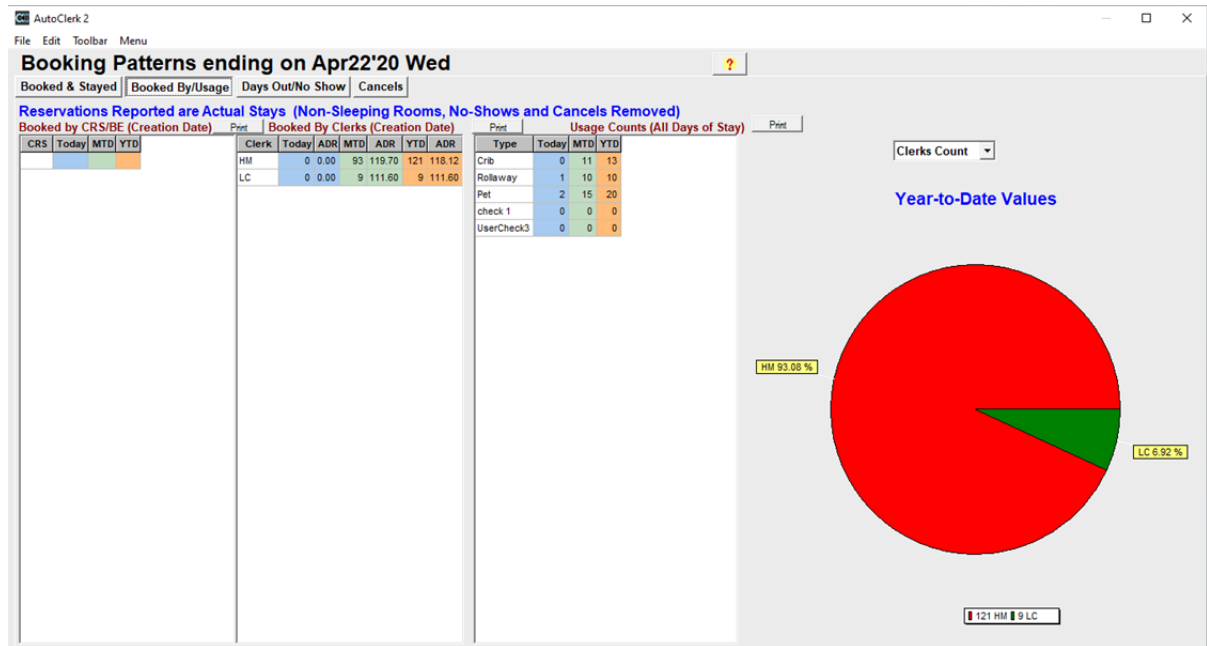 AutoClerk 2
File Edit Toolbar Menu
Booking Patterns ending on Apr22'20 Wed
?
Booked & Stayed Booked By/Usage Days Out/No Show Cancels
Reservations Reported are Actual Stays (Non-Sleeping Rooms, No-Shows and Cancels Removed)
Booked by CRS/BE (Creation Date) Print Booked By Clerks (Creation Date) Print Usage Counts (All Days of Stay) Print
CRS Today MTD YTD
Clerk Today ADR MTD ADR YTD ADR
HM 0 0.00 93 119.70 121 118.12
LC 0 0.00 9 111.60 9 111.60
Type Today MTD YTD
Crib 0 11 13
Rollaway 1 10 10
Pet 2 15 20
check 1 0 0 0
UserCheck3 0 0 0
Clerks Count
Year-to-Date Values
HM 93.08 %
LC 6.92 %
121 HM 9 LC